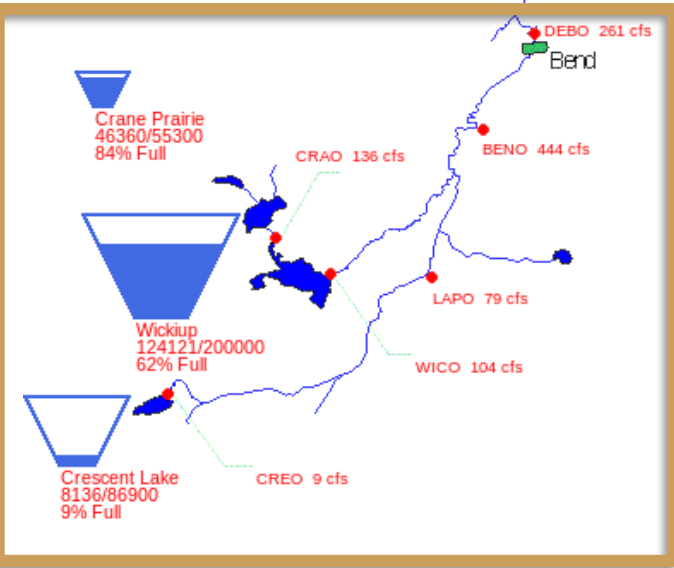 DEBO 261 cfs
Bend
Crane Prairie
46360/55300
84% Full
BENO 444 cfs
CRAO 136 cfs
LAPO 79 cfs
Wickiup
124121/200000
62% Full
WICO 104 cfs
Crescent Lake
8136/86900
9% Full
CREO 9 cfs